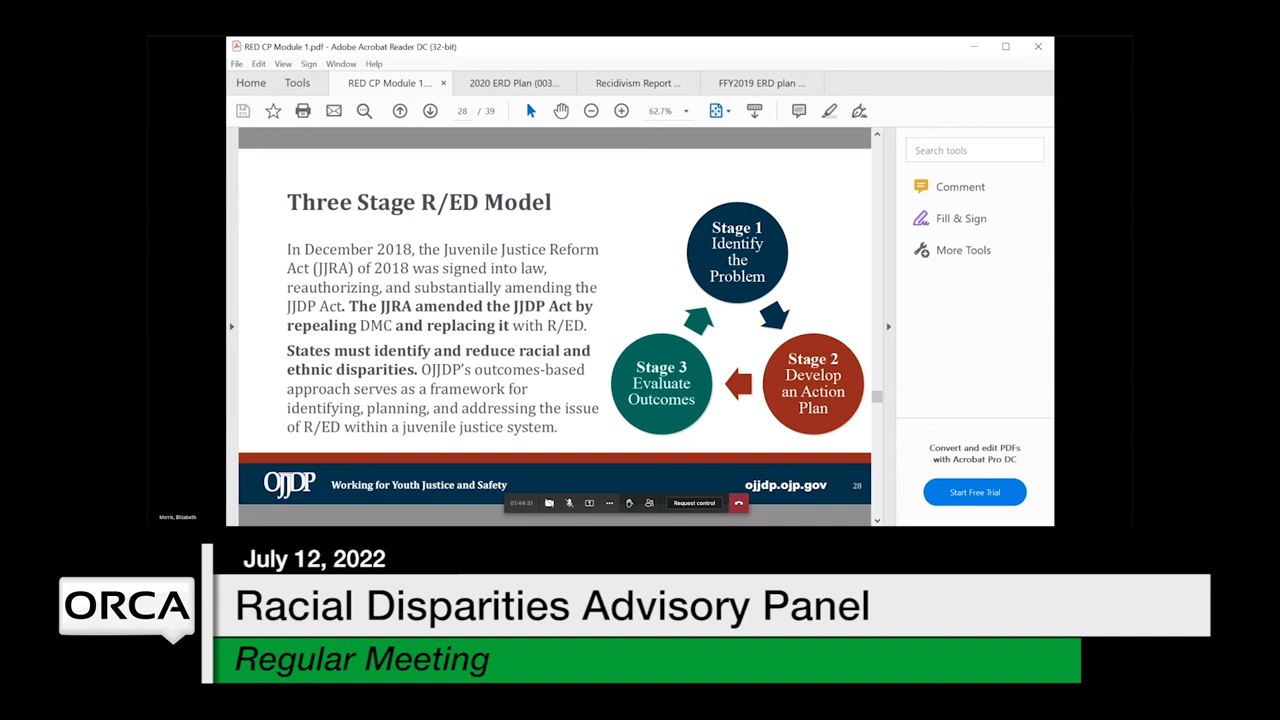 RED CP Module 1.pdf - Adobe Acrobat Reader DC (32-bit)
File Edit View Sign Window Help
Home Tools RED CP Module 1.... × 2020 ERD Plan (003... Recidivism Report ... FFY2019 ERD plan ...
28 / 39 62.7%
Three Stage R/ED Model
In December 2018, the Juvenile Justice Reform
Act (JJRA) of 2018 was signed into law,
reauthorizing, and substantially amending the
JJDP Act. The JJRA amended the JJDP Act by
repealing DMC and replacing it with R/ED.
States must identify and reduce racial and
ethnic disparities. OJJDP's outcomes-based
approach serves as a framework for
identifying, planning, and addressing the issue
of R/ED within a juvenile justice system.
Stage 1
Identify
the
Problem
Stage 2
Develop
an Action
Plan
Stage 3
Evaluate
Outcomes
OJJDP Working for Youth Justice and Safety ojjdp.ojp.gov 28
01:44:31 Request control
Search tools
Comment
Fill & Sign
More Tools
Convert and edit PDFs
with Acrobat Pro DC
Start Free Trial
Morris, Elizabeth
July 12, 2022
ORCA
Racial Disparities Advisory Panel
Regular Meeting